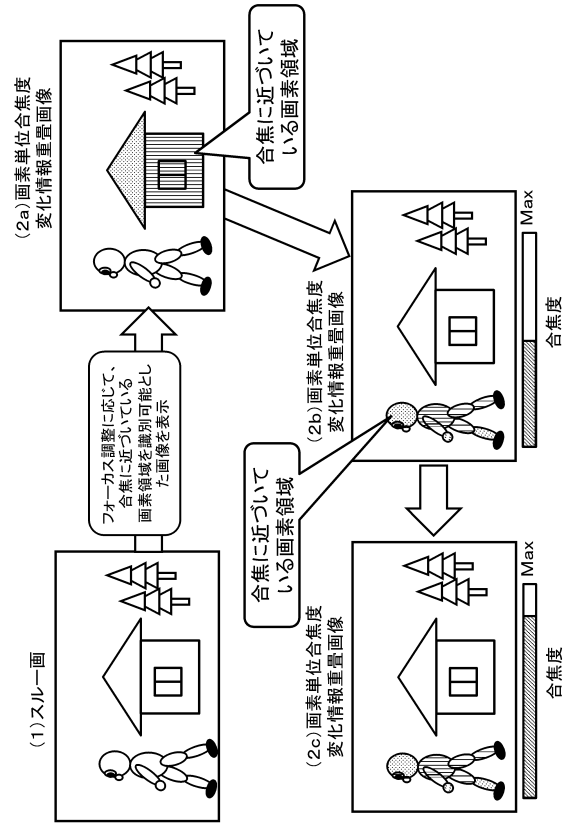 (1)スルー画
フォーカス調整に応じて、
合焦に近づいている
画素領域を識別可能とし
た画像を表示
(2a)画素単位合焦度
変化情報重畳画像
合焦に近づいて
いる画素領域
(2b)画素単位合焦度
変化情報重畳画像
合焦に近づいて
いる画素領域
Max
合焦度
(2c)画素単位合焦度
変化情報重畳画像
Max
合焦度